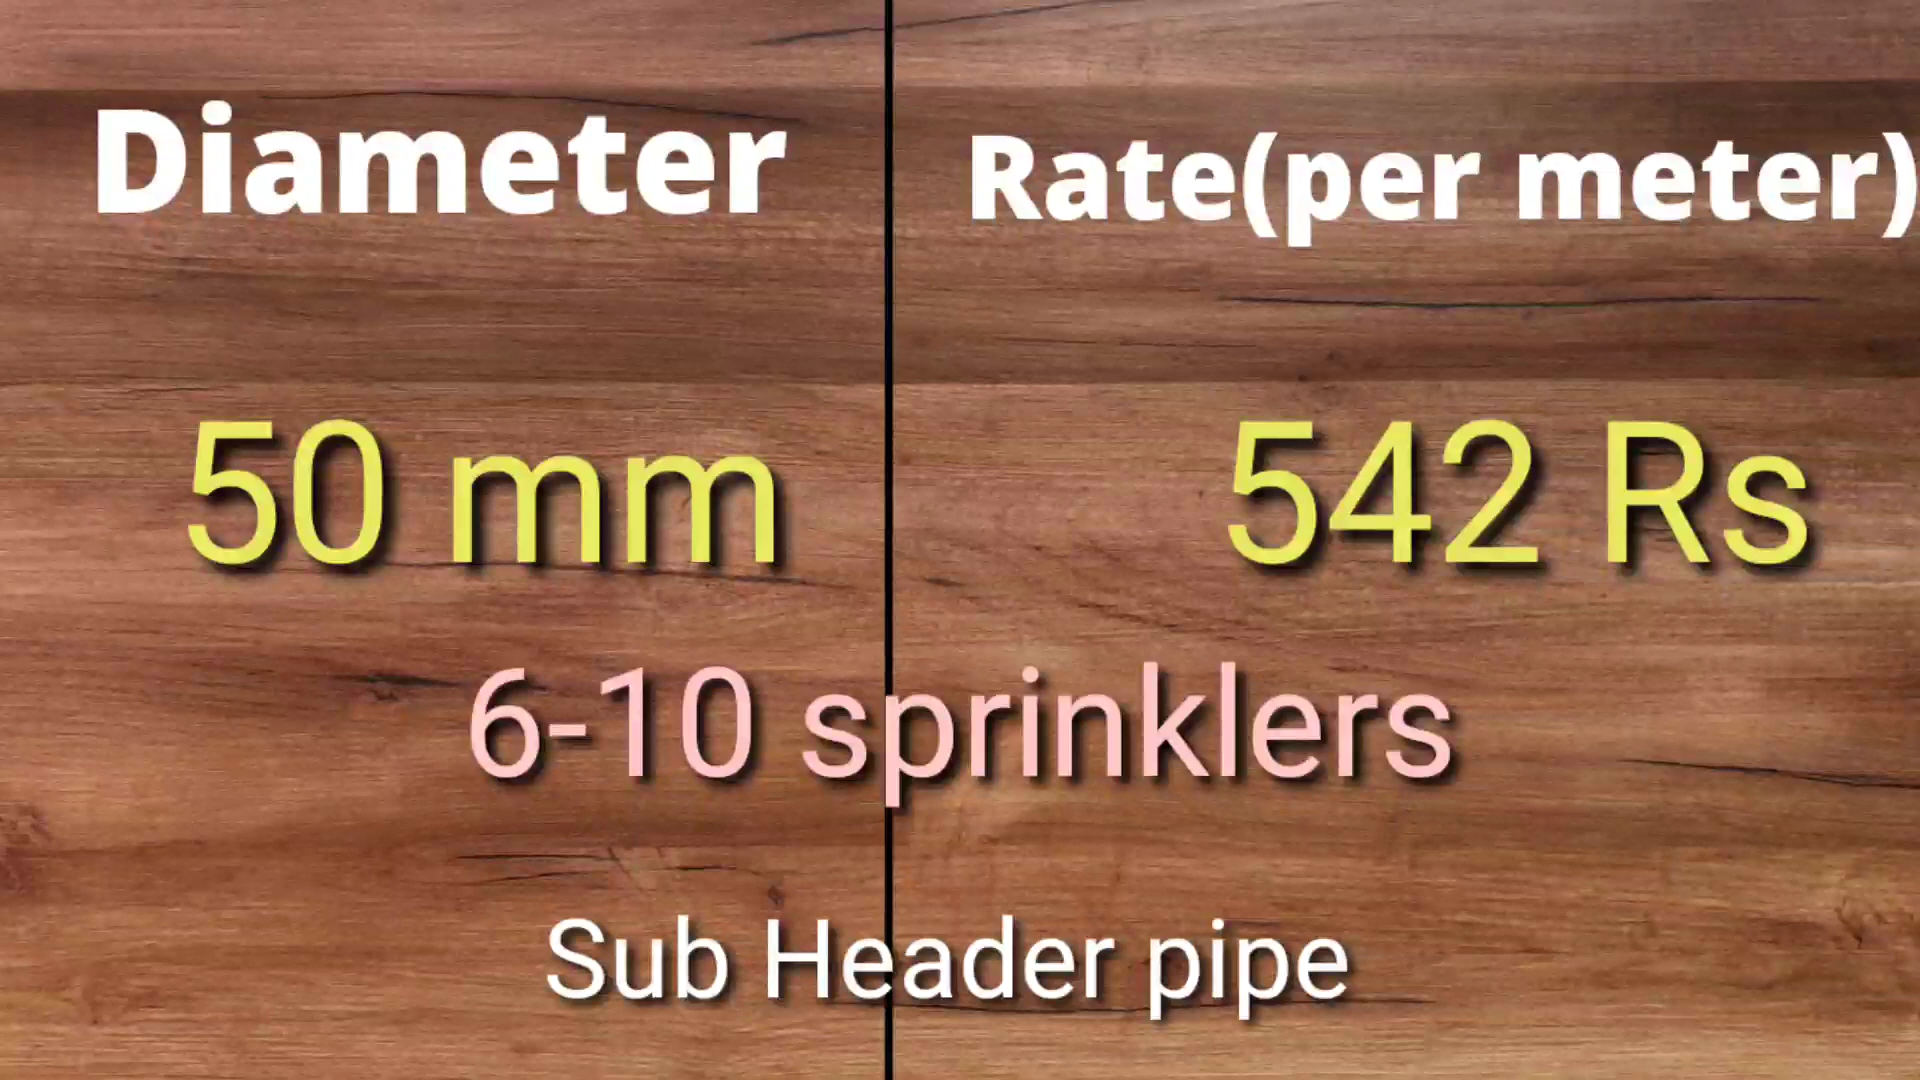 Diameter
Rate(per meter)
50 mm
542 Rs
6-10 sprinklers
Sub Header pipe